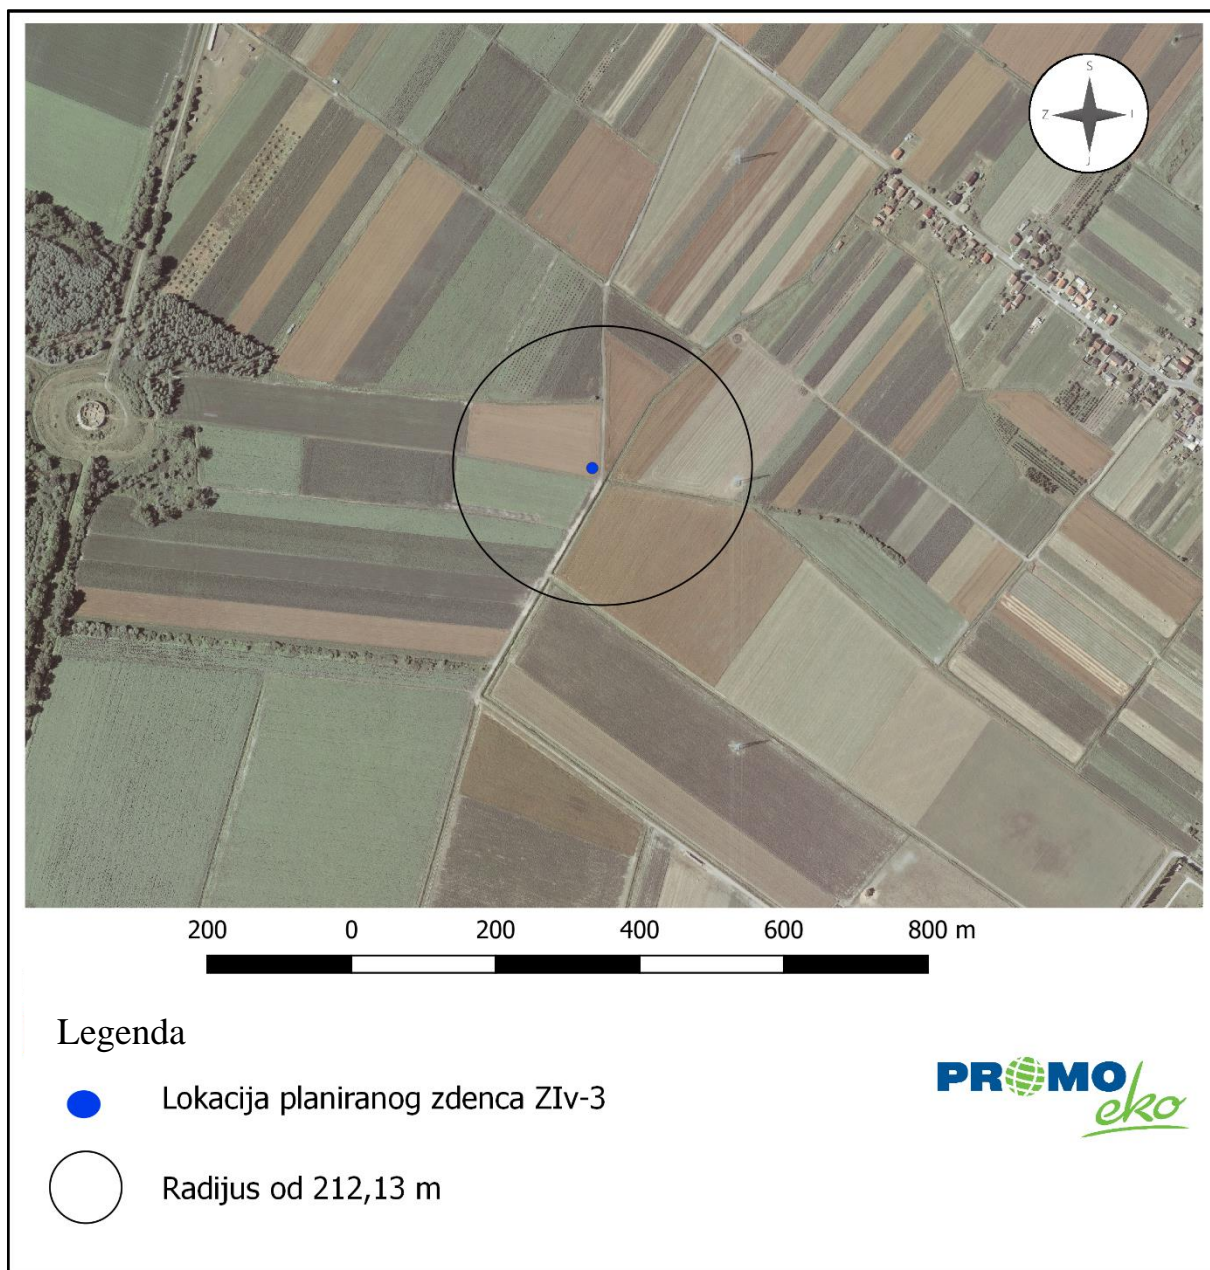 S
Z I
J
200 0 200 400 600 800 m
Legenda
Lokacija planiranog zdenca ZIv-3
Radijus od 212,13 m
PROMO
eko